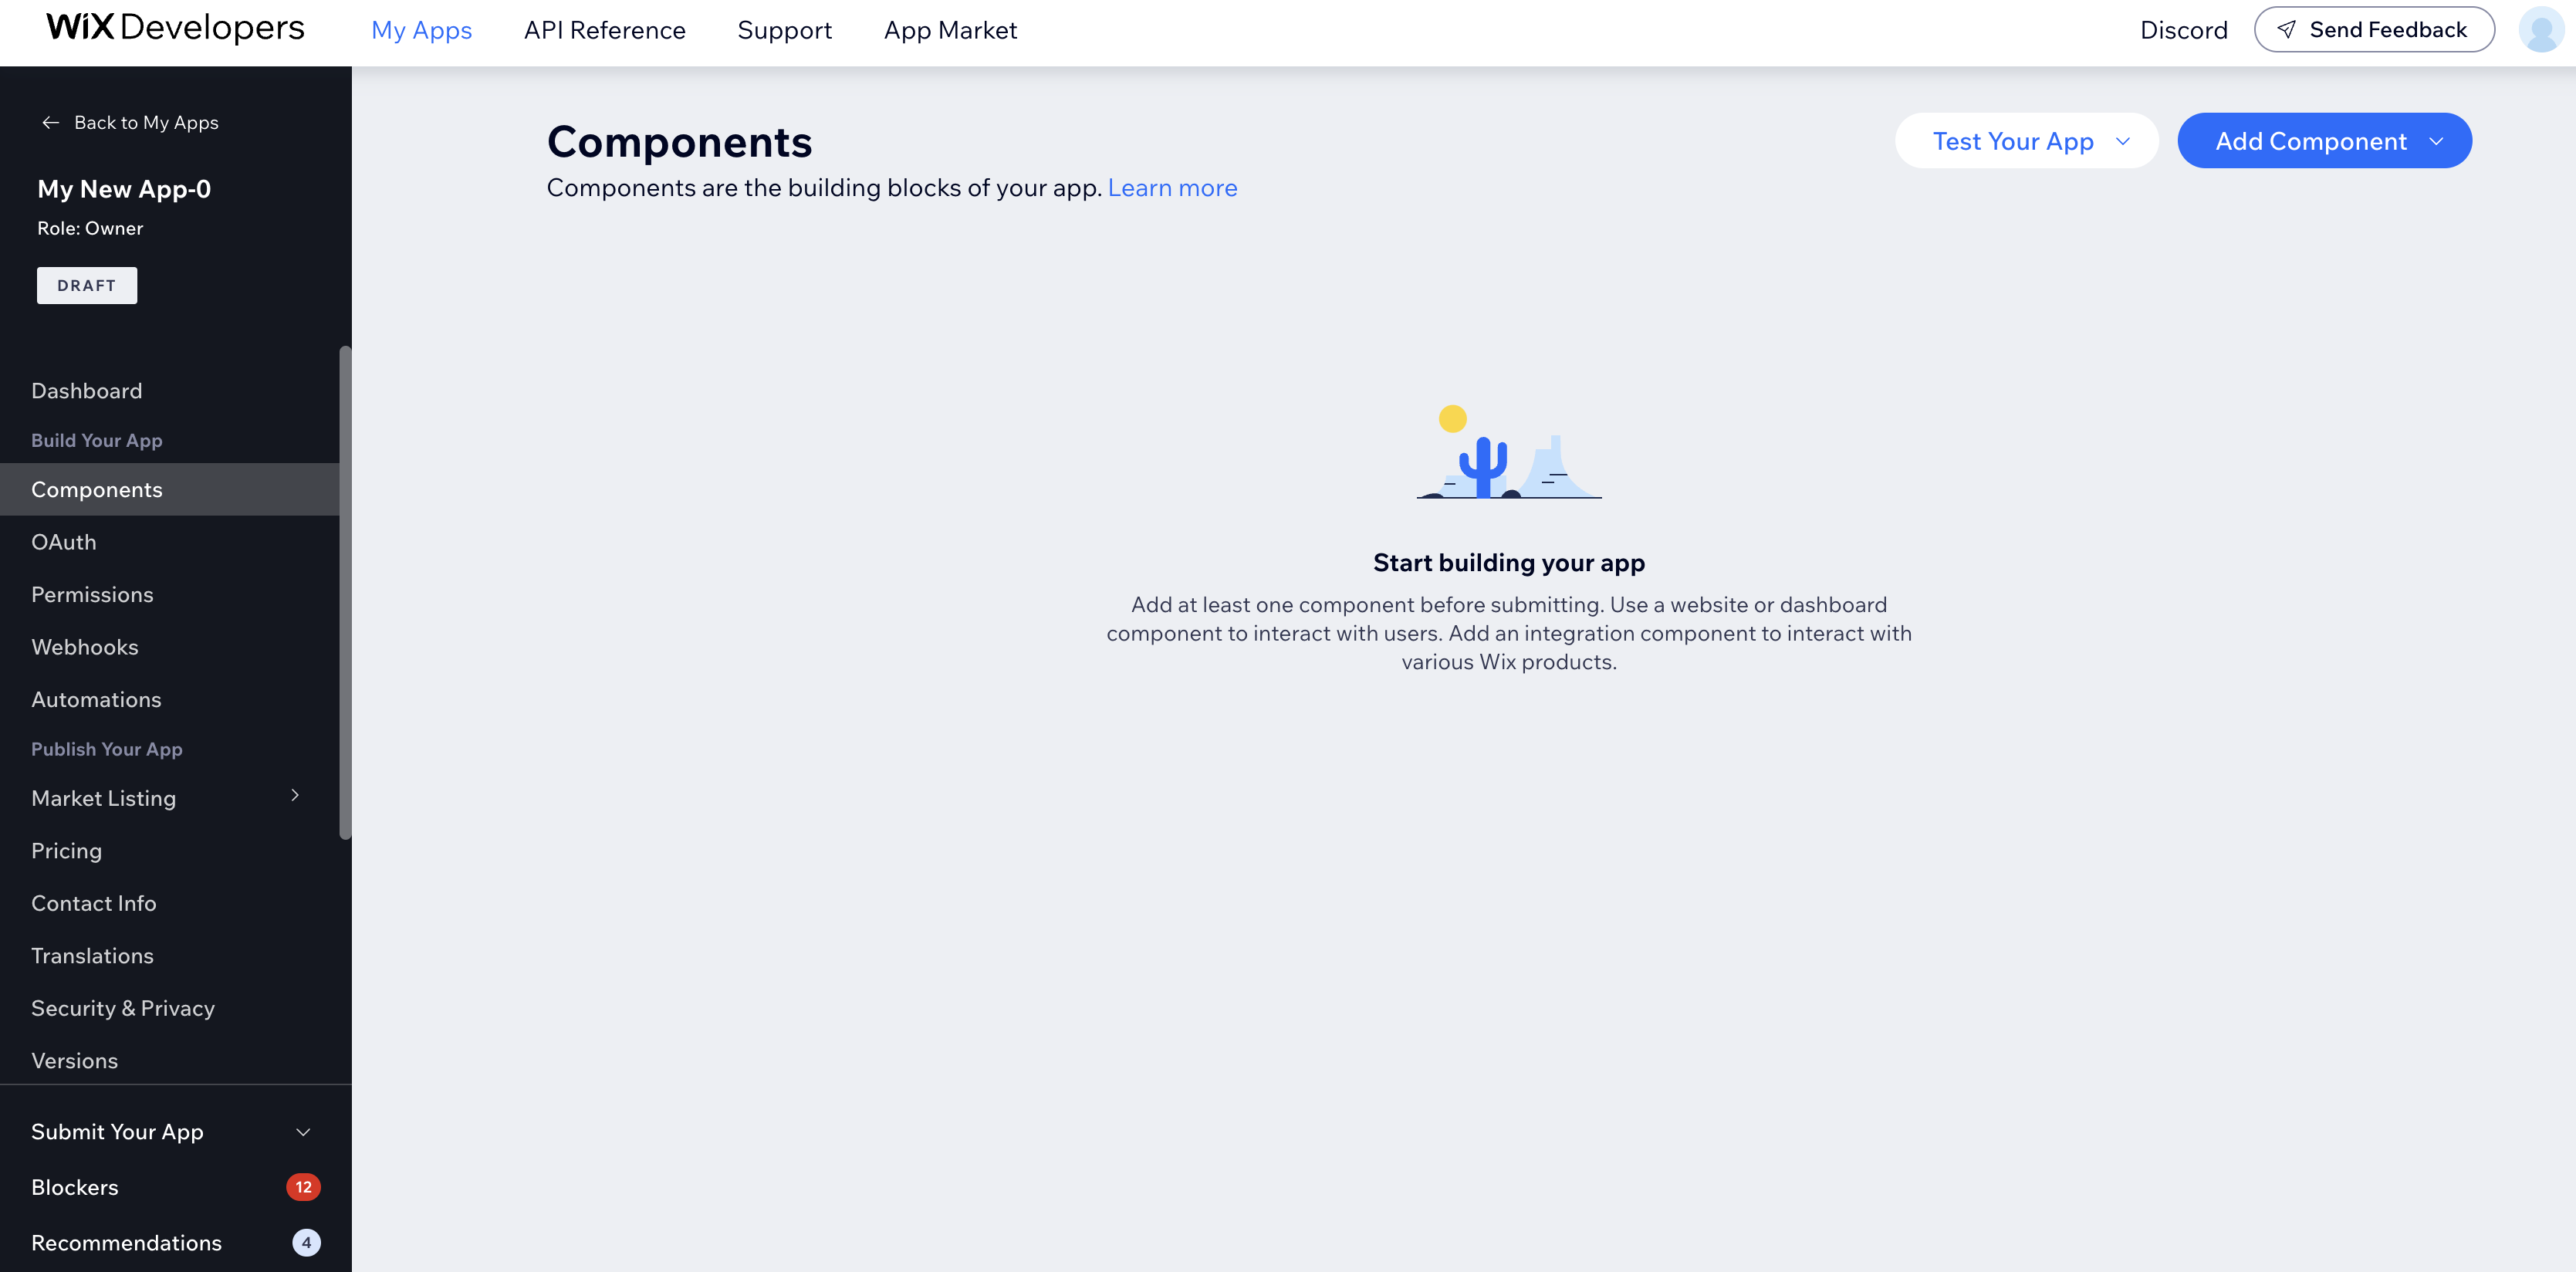 WiX Developers
My Apps
API Reference
Support
App Market
Discord
Send Feedback
Back to My Apps
My New App-0
Role: Owner
DRAFT
Dashboard
Build Your App
Components
OAuth
Permissions
Webhooks
Automations
Publish Your App
Market Listing
Pricing
Contact Info
Translations
Security & Privacy
Versions
Submit Your App
Blockers 12
Recommendations 4
Components
Components are the building blocks of your app. Learn more
Test Your App
Add Component
Start building your app
Add at least one component before submitting. Use a website or dashboard
component to interact with users. Add an integration component to interact with
various Wix products.